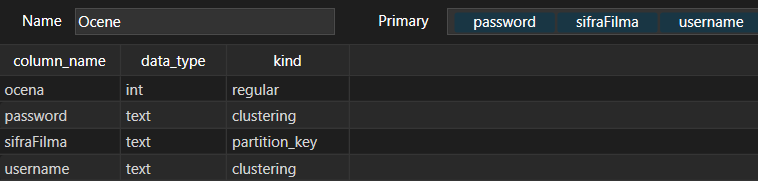 Name Ocene Primary password sifraFilma username
column_name data_type kind
ocena int regular
password text clustering
sifraFilma text partition_key
username text clustering